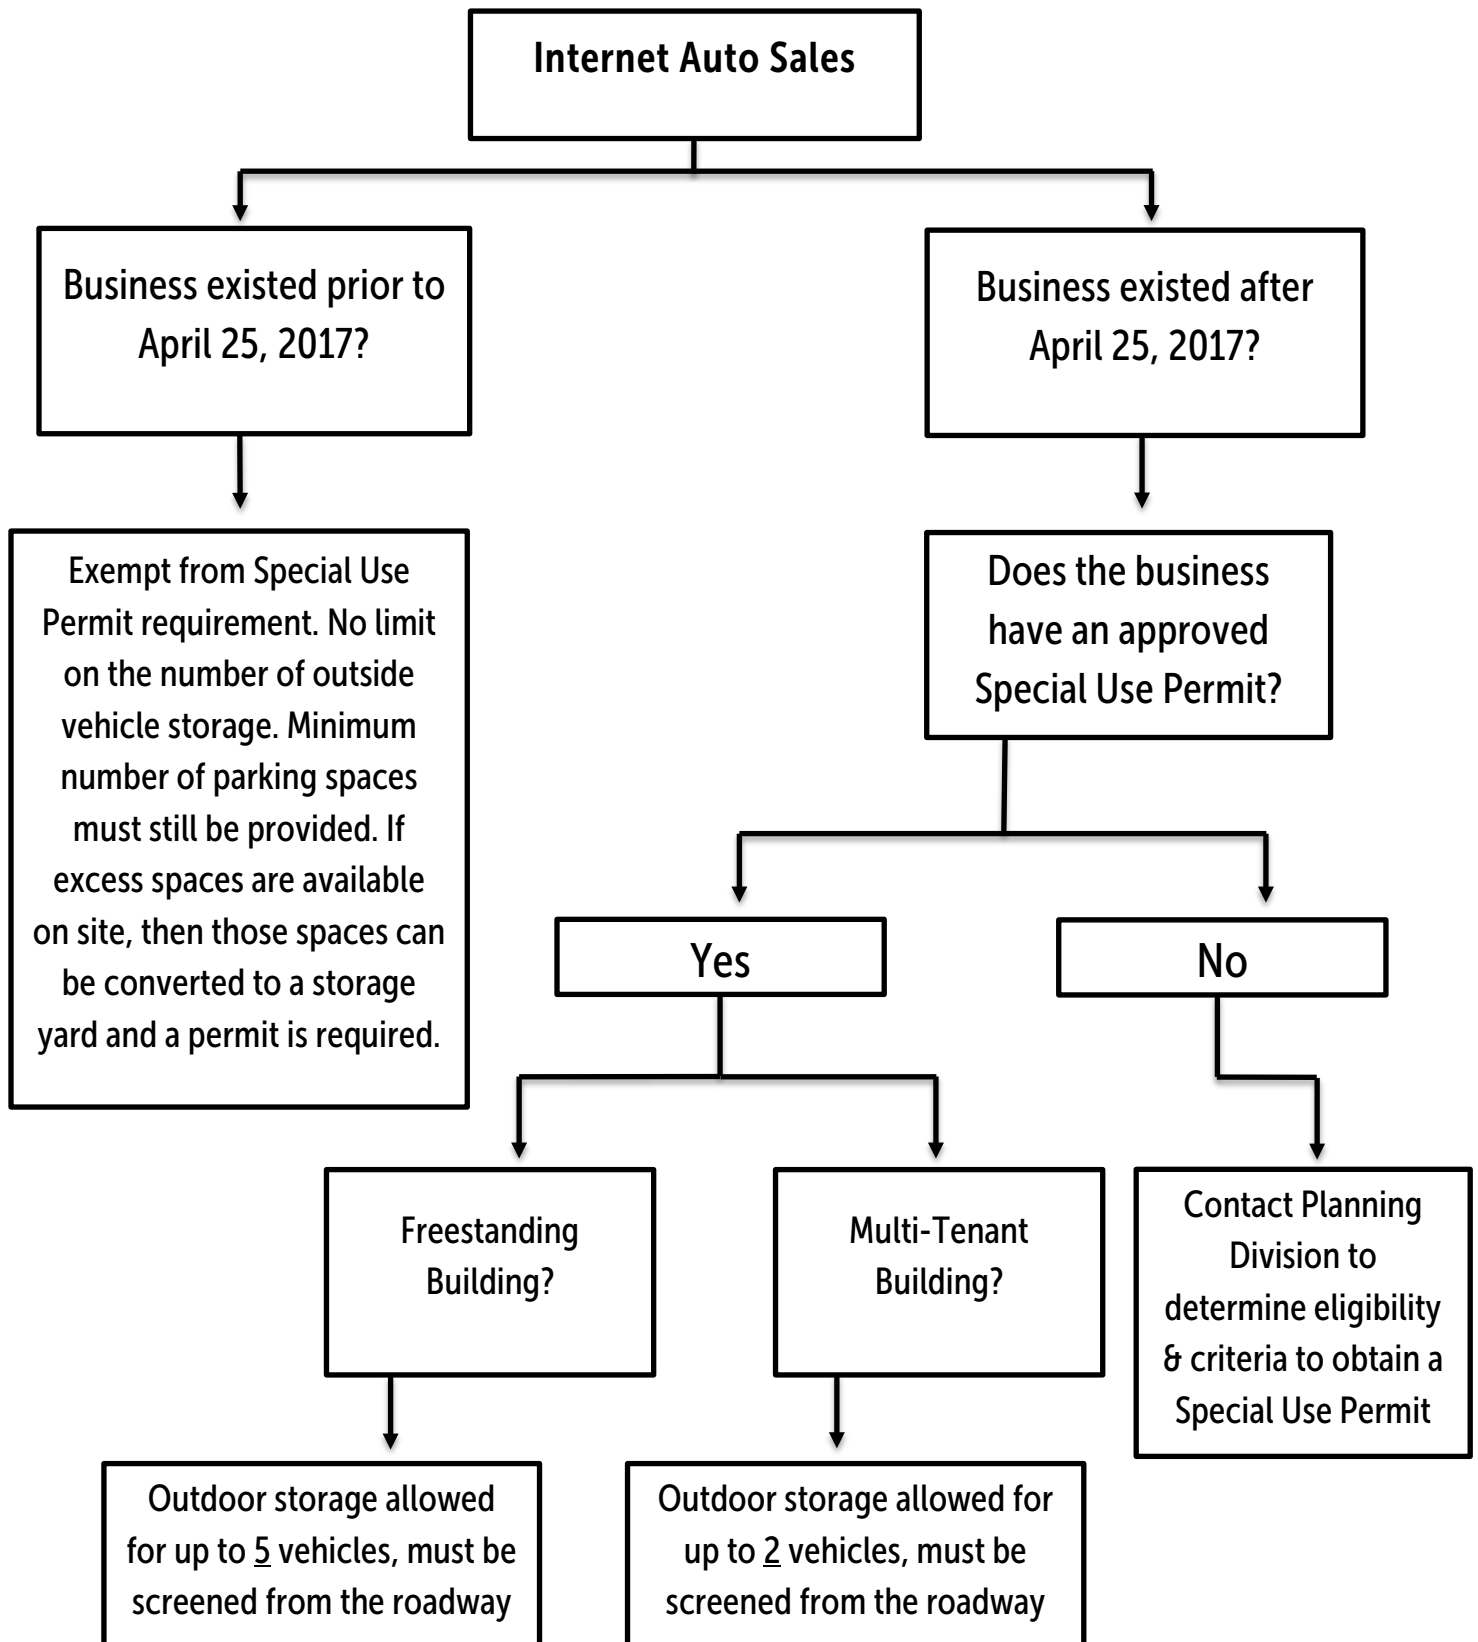 Internet Auto Sales
Business existed prior to
April 25, 2017?
Business existed after
April 25, 2017?
Exempt from Special Use
Permit requirement. No limit
on the number of outside
vehicle storage. Minimum
number of parking spaces
must still be provided. If
excess spaces are available
on site, then those spaces can
be converted to a storage
yard and a permit is required.
Does the business
have an approved
Special Use Permit?
Yes
No
Freestanding
Building?
Multi-Tenant
Building?
Contact Planning
Division to
determine eligibility
& criteria to obtain a
Special Use Permit
Outdoor storage allowed
for up to 5 vehicles, must be
screened from the roadway
Outdoor storage allowed for
up to 2 vehicles, must be
screened from the roadway